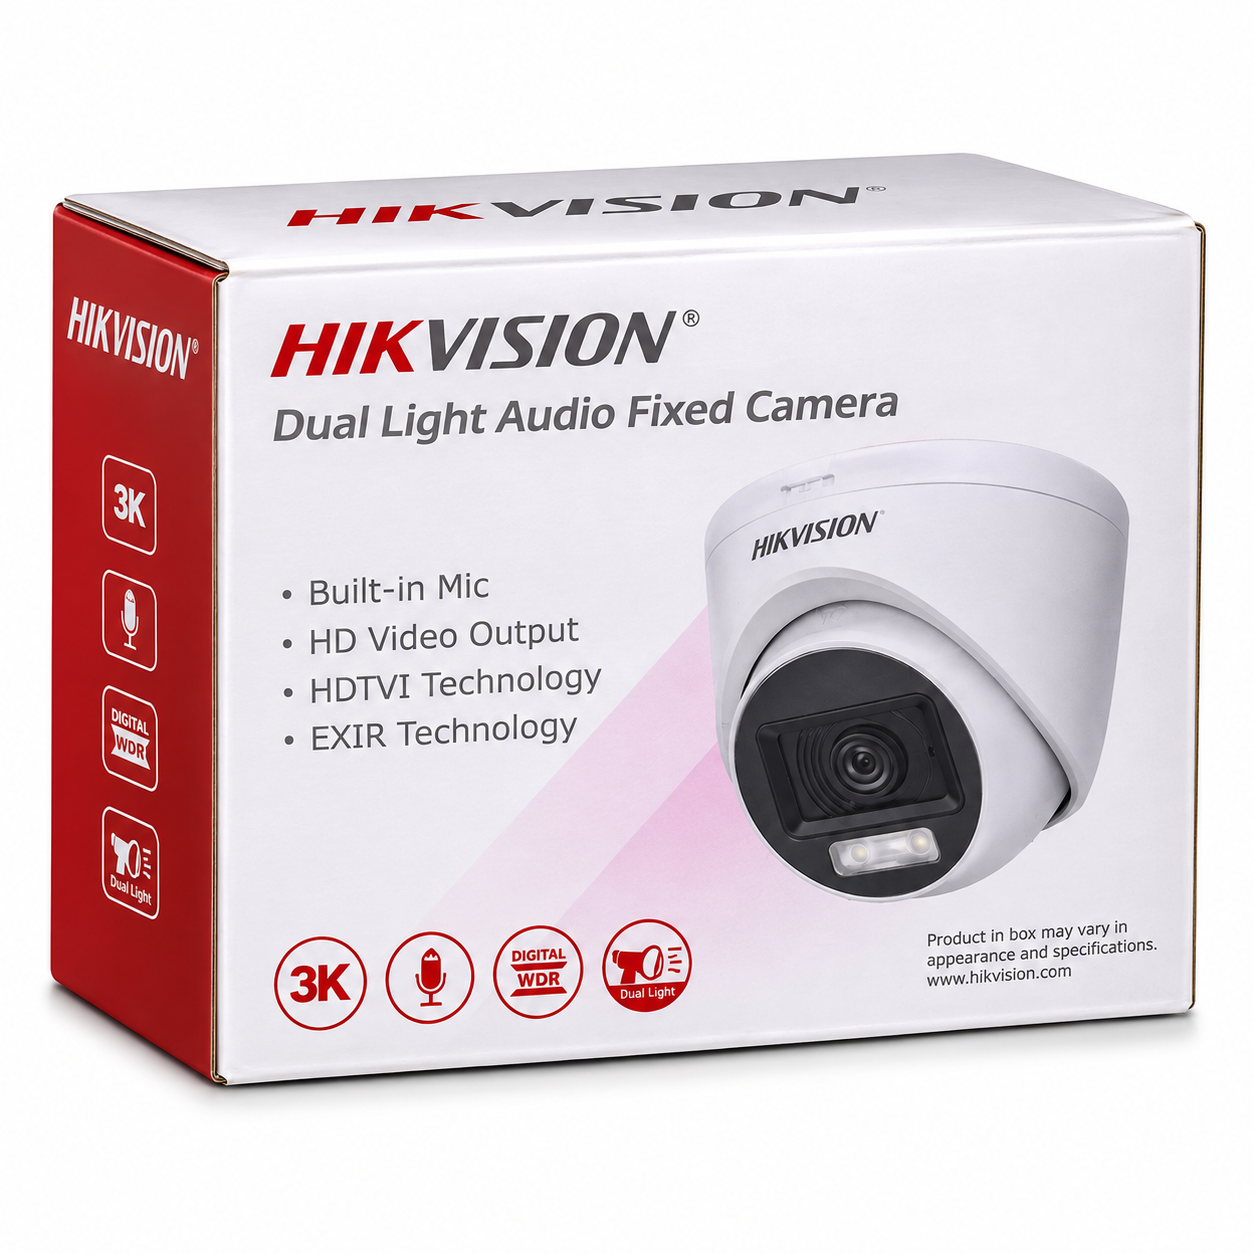 HIKVISION®
HIKVISION®
3K
DIGITAL
WDR
Dual Light
HIKVISION®
Dual Light Audio Fixed Camera
• Built-in Mic
• HD Video Output
• HDTVI Technology
• EXIR Technology
HIKVISION
3K
DIGITAL
WDR
Dual Light
Product in box may vary in
appearance and specifications.
www.hikvision.com